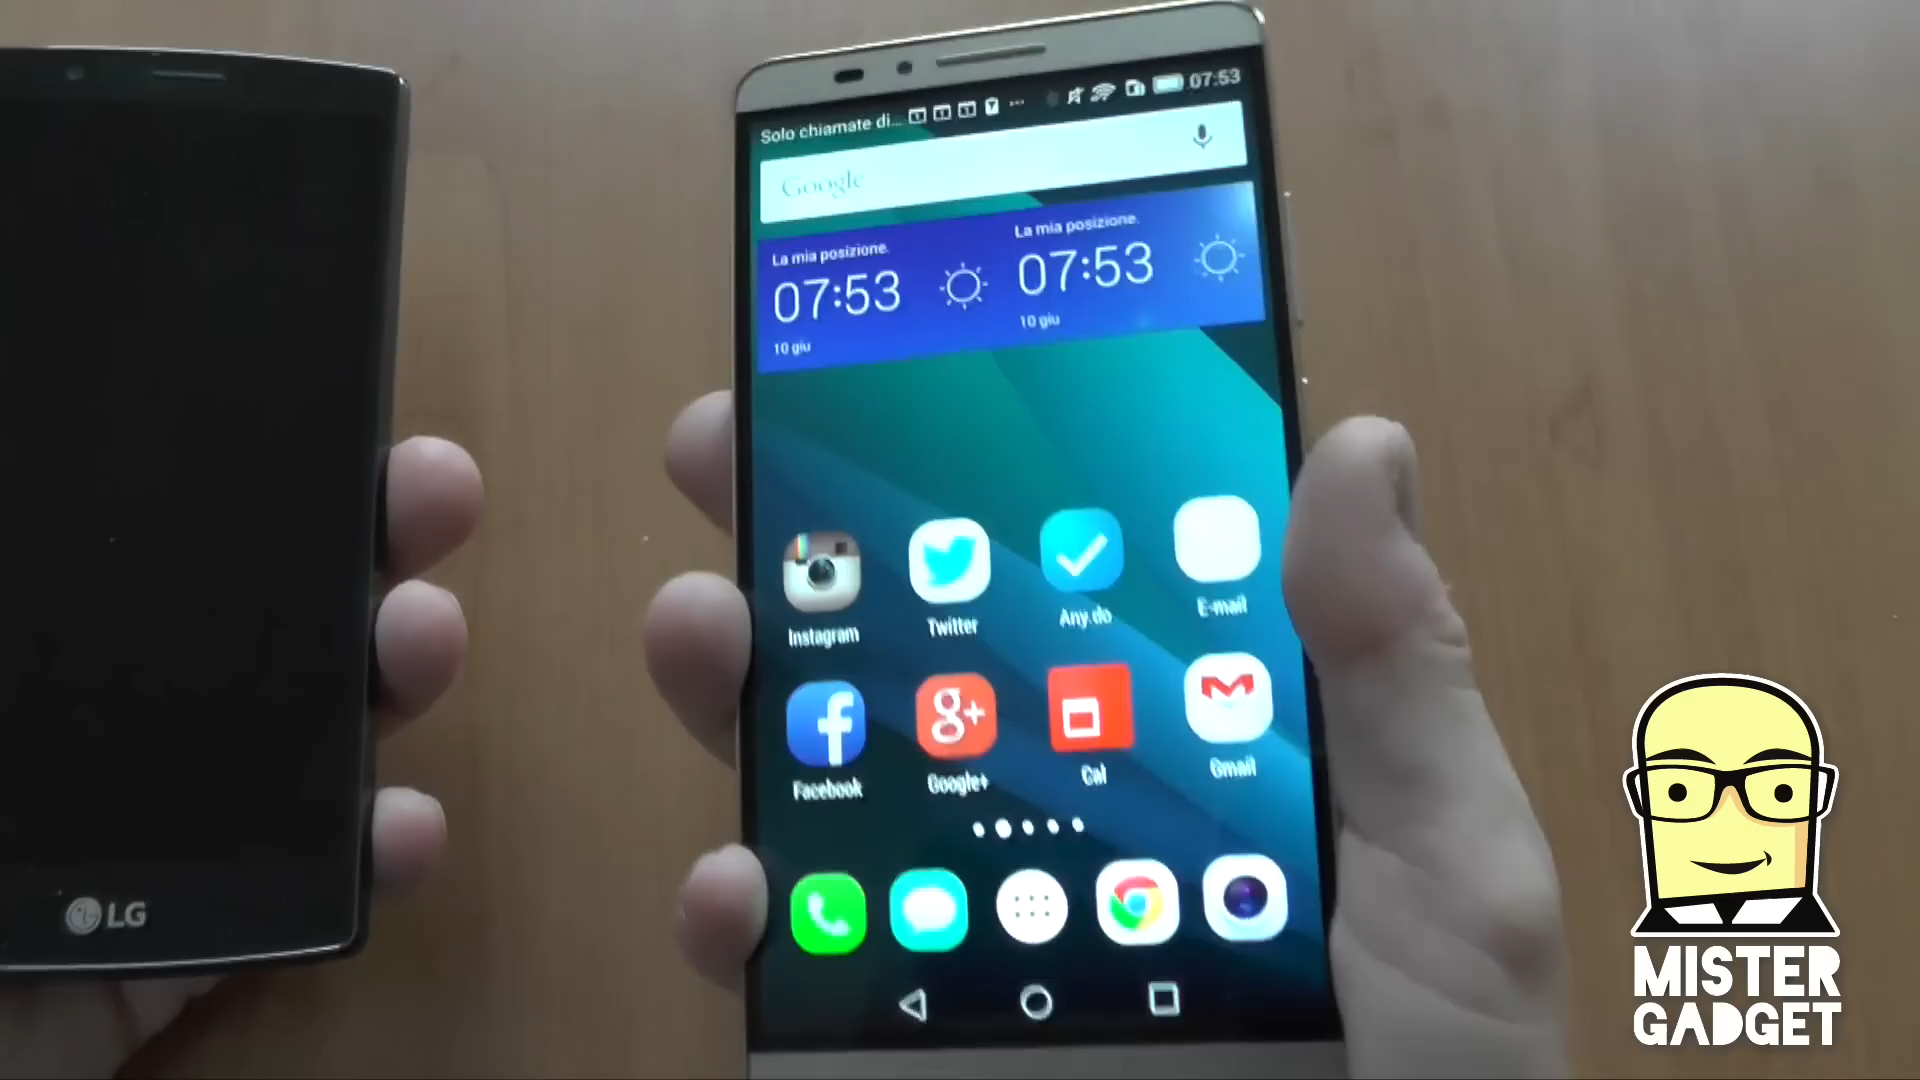 Solo chiamate di...
07:53
Google
La mia posizione.
07:53
10 giu
La mia posizione.
07:53
10 giu
Instagram
Twitter
Any.do
E-mail
Facebook
Google+
Cal
Gmail
LG
MISTER
GADGET